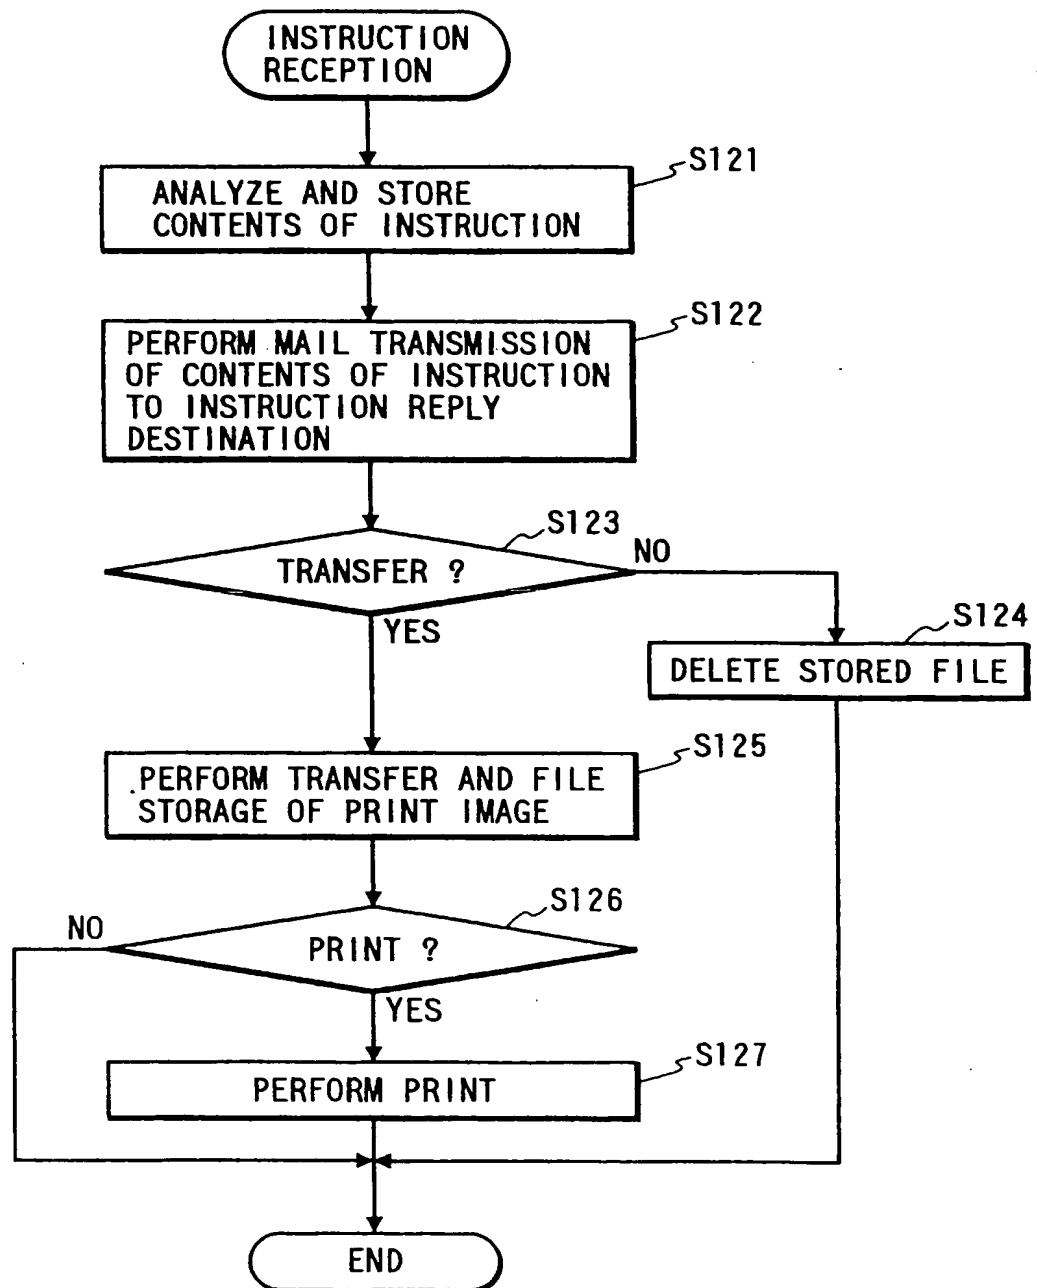 INSTRUCTION
RECEPTION
S121
ANALYZE AND STORE
CONTENTS OF INSTRUCTION
S122
PERFORM MAIL TRANSMISSION
OF CONTENTS OF INSTRUCTION
TO INSTRUCTION REPLY
DESTINATION
S123
TRANSFER ?
NO
YES
S124
DELETE STORED FILE
S125
PERFORM TRANSFER AND FILE
STORAGE OF PRINT IMAGE
S126
NO
PRINT ?
YES
S127
PERFORM PRINT
END